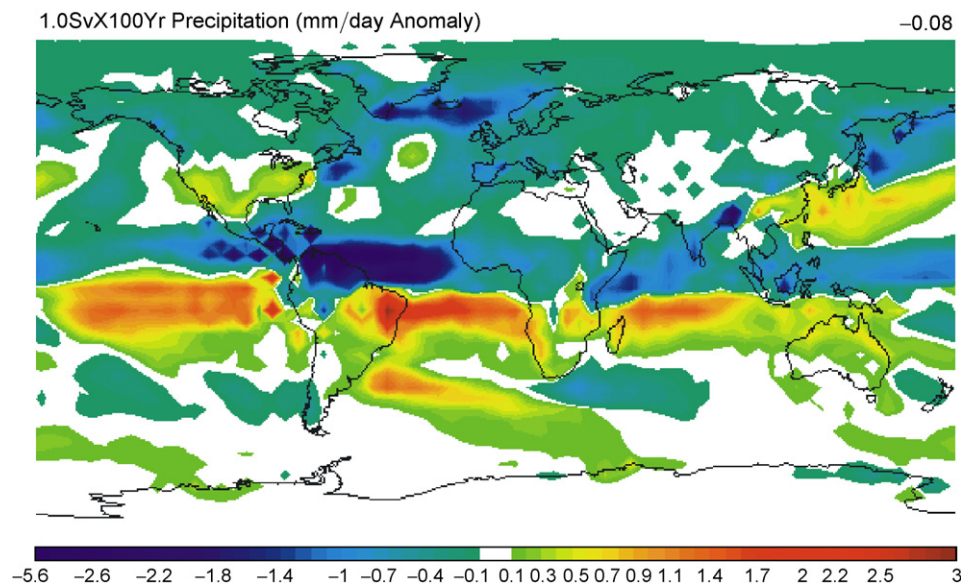 1.0SvX100Yr Precipitation (mm/day Anomaly) −0.08
−5.6 −2.6 −2.2 −1.8 −1.4 −1 −0.7 −0.4 −0.1 0.1 0.3 0.5 0.7 0.9 1.1 1.4 1.7 2 2.2 2.5 3